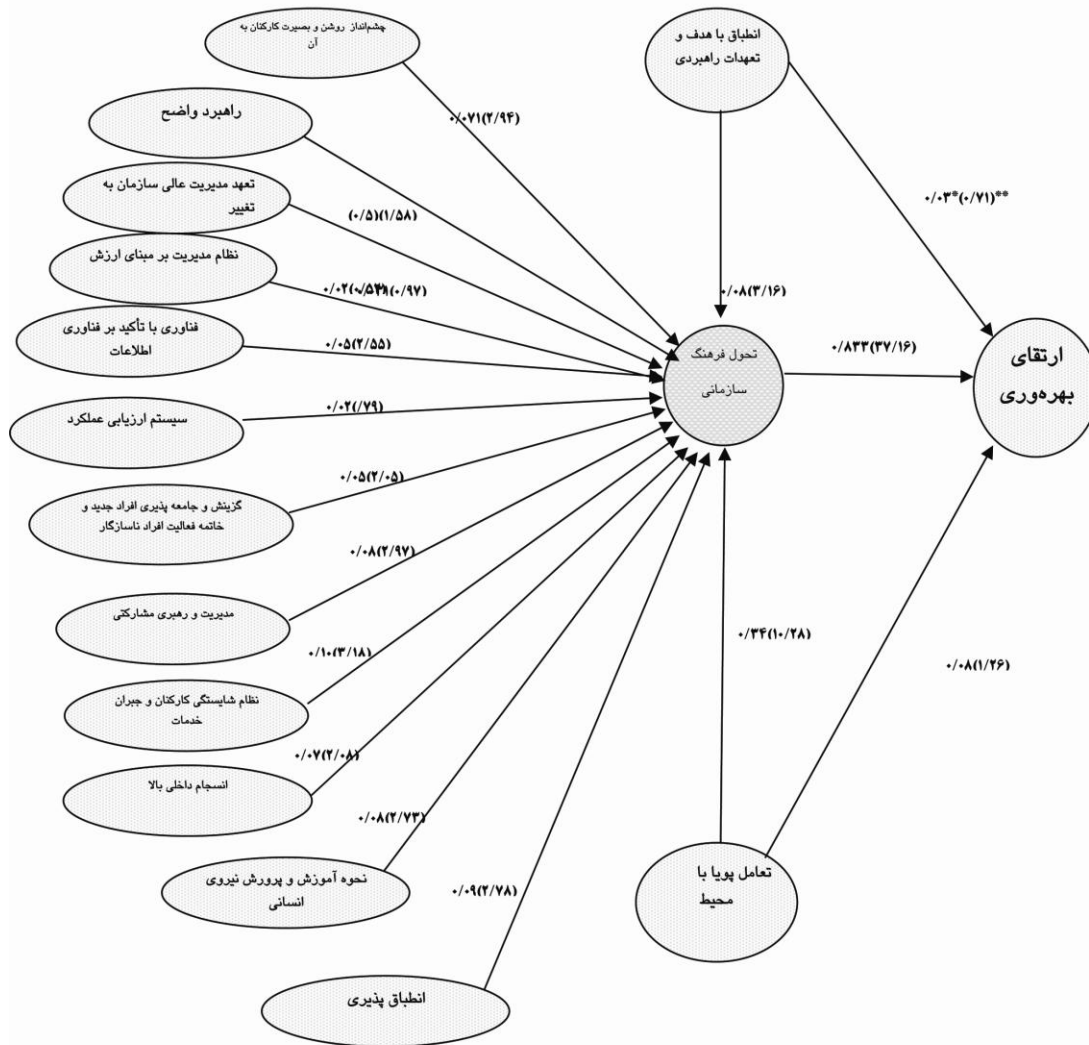 چشم‌انداز روشن و بصیرت کارکنان به
آن
انطباق با هدف و
تعهدات راهبردی
راهبرد واضح
۰/۰۷۱(۲/۹۴)
تعهد مدیریت عالی سازمان به
تغییر
۰/۰۳*(۰/۷۱)**
(۰/۵)(۱/۵۸)
نظام مدیریت بر مبنای ارزش
۰/۰۲(۰/۵۴)
(۰/۹۷)
۰/۰۸(۳/۱۶)
فناوری با تأکید بر فناوری
اطلاعات
۰/۰۵(۲/۵۵)
تحول فرهنگ
سازمانی
۰/۸۳۳(۳۷/۱۶)
ارتقای
بهره‌وری
سیستم ارزیابی عملکرد
۰/۰۲(/۷۹)
گزینش و جامعه پذیری افراد جدید و
خاتمه فعالیت افراد ناسازگار
۰/۰۵(۲/۰۵)
۰/۰۸(۲/۹۷)
مدیریت و رهبری مشارکتی
۰/۳۴(۱۰/۲۸)
۰/۱۰(۳/۱۸)
۰/۰۸(۱/۲۶)
نظام شایستگی کارکنان و جبران
خدمات
۰/۰۷(۲/۰۸)
انسجام داخلی بالا
۰/۰۸(۲/۷۳)
نحوه آموزش و پرورش نیروی
انسانی
۰/۰۹(۲/۷۸)
تعامل پویا با
محیط
انطباق پذیری